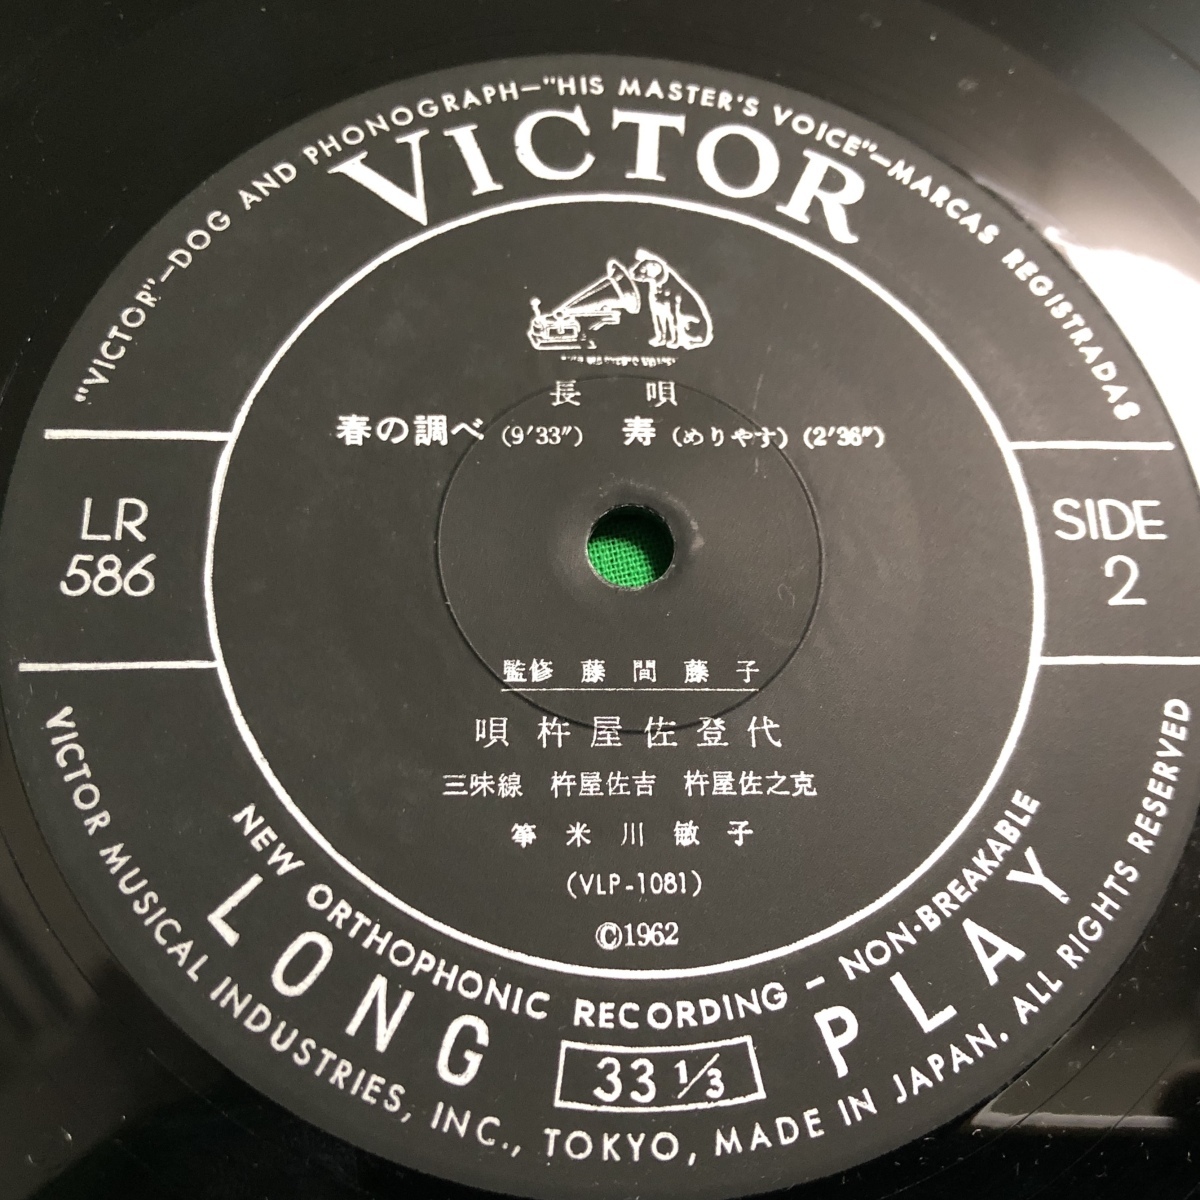 "VICTOR"—DOG AND PHONOGRAPH—"HIS MASTER'S VOICE"—MARCAS REGISTRADAS
VICTOR
"HIS MASTER'S VOICE"
長 唄
春の調べ (9′33″) 寿 (めりやす) (2′36″)
LR
586
SIDE
2
監修 藤間藤子
唄 杵屋佐登代
三味線 杵屋佐吉 杵屋佐之克
箏 米川敏子
(VLP-1081)
©1962
NEW ORTHOPHONIC RECORDING - NON-BREAKABLE
LONG PLAY
33 1/3
VICTOR MUSICAL INDUSTRIES, INC., TOKYO, MADE IN JAPAN. ALL RIGHTS RESERVED